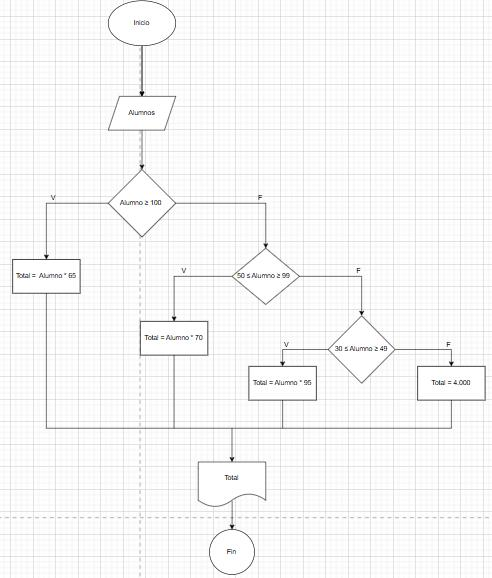 Inicio
Alumnos
Alumno ≥ 100
V
F
Total = Alumno * 65
50 ≤ Alumno ≥ 99
V
F
Total = Alumno * 70
30 ≤ Alumno ≥ 49
V
F
Total = Alumno * 95
Total = 4.000
Total
Fin